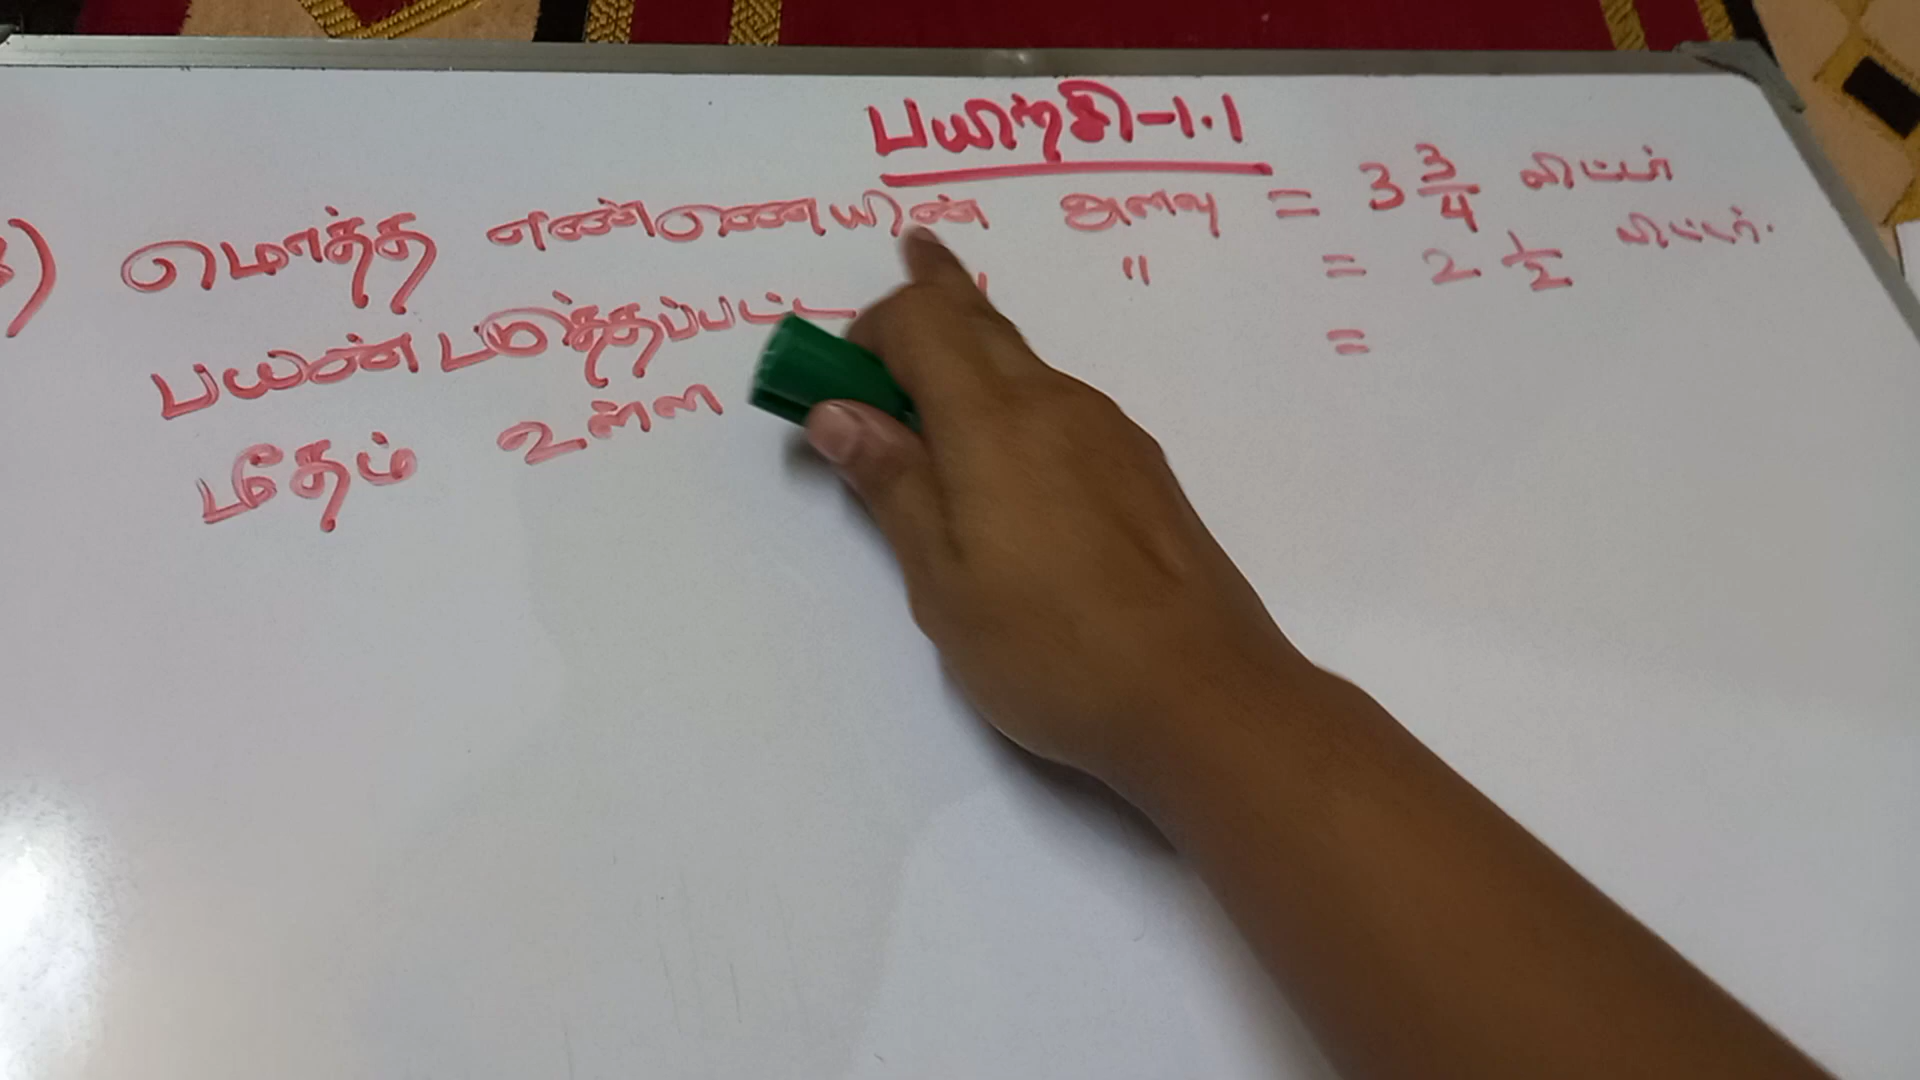 பயிற்சி-1.1
மொத்த எண்ணெயின் அளவு = 3 3/4 லிட்டர்
பயன்படுத்தப்பட்ட " = 2 1/2 லிட்டர்.
மீதம் உள்ள =